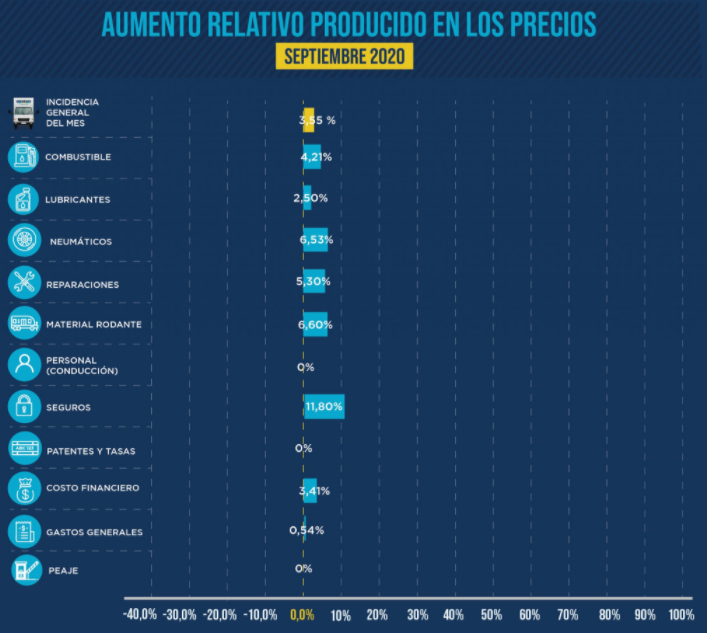 AUMENTO RELATIVO PRODUCIDO EN LOS PRECIOS
SEPTIEMBRE 2020
INCIDENCIA
GENERAL
DEL MES
3,55 %
COMBUSTIBLE
4,21%
LUBRICANTES
2,50%
NEUMÁTICOS
6,53%
REPARACIONES
5,30%
MATERIAL RODANTE
6,60%
PERSONAL
(CONDUCCIÓN)
0%
SEGUROS
11,80%
PATENTES Y TASAS
0%
COSTO FINANCIERO
3,41%
GASTOS GENERALES
0,54%
PEAJE
0%
-40,0% -30,0% -20,0% -10,0% 0,0% 10% 20% 30% 40% 50% 60% 70% 80% 90% 100%